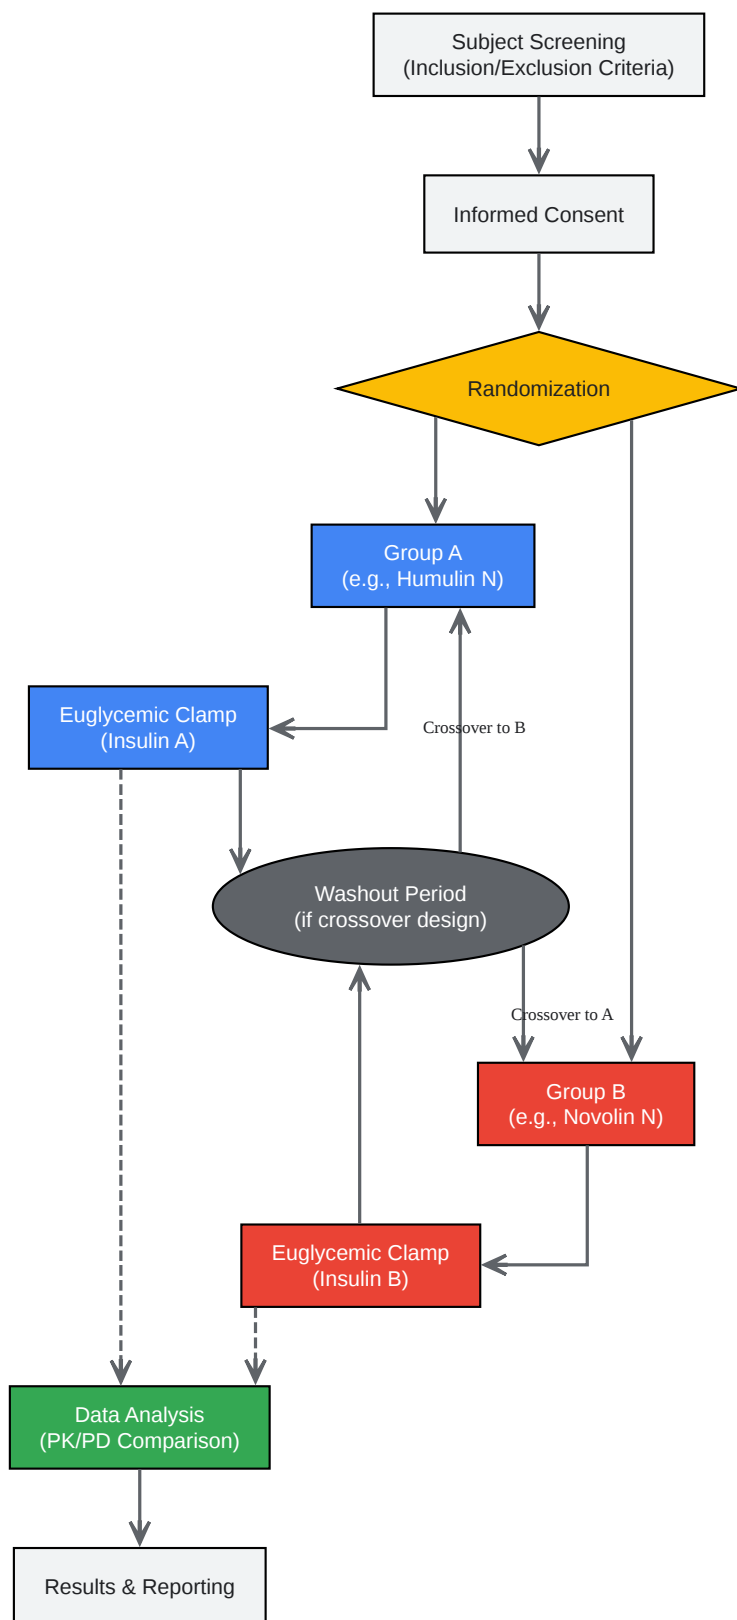 Subject Screening
(Inclusion/Exclusion Criteria)
Informed Consent
Randomization
Group A
(e.g., Humulin N)
Euglycemic Clamp
(Insulin A)
Crossover to B
Washout Period
(if crossover design)
Crossover to A
Group B
(e.g., Novolin N)
Euglycemic Clamp
(Insulin B)
Data Analysis
(PK/PD Comparison)
Results & Reporting